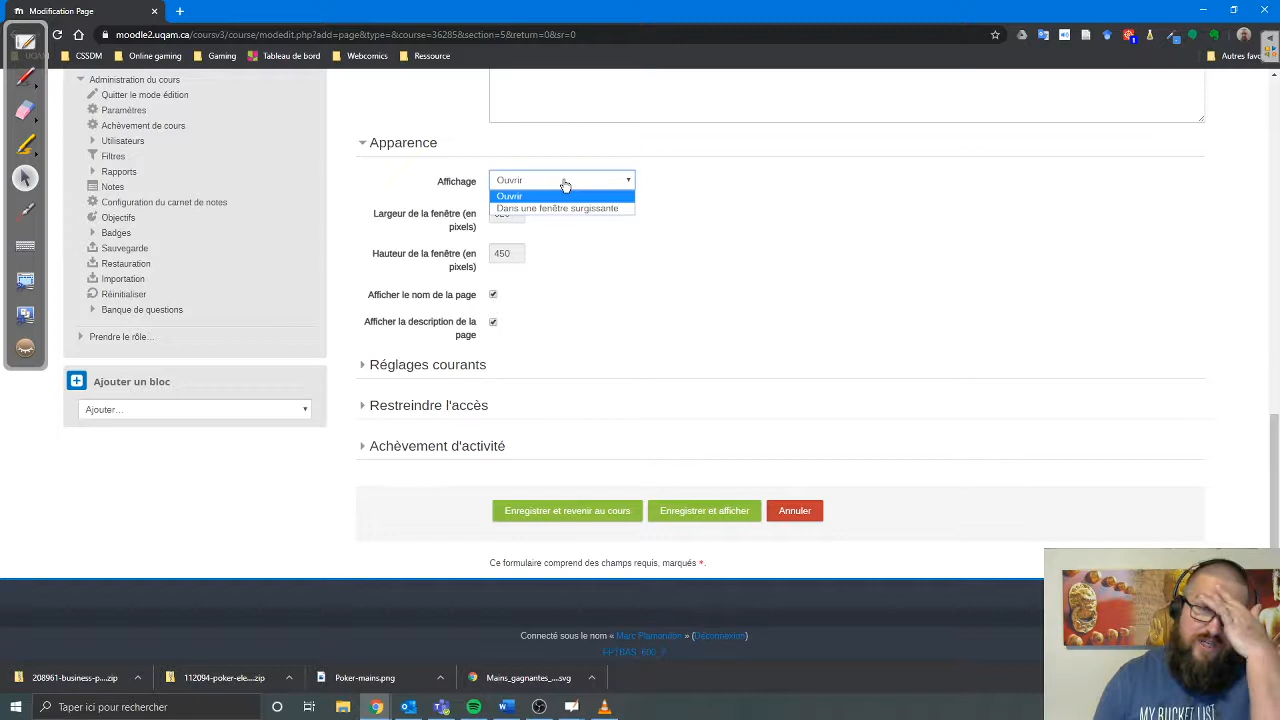 Modification Page
moodle2.uqam.ca/coursv3/course/modedit.php?add=page&type=&course=36285&section=5&return=0&sr=0
CSSDM
Online gaming
Gaming
Tableau de bord
Webcomics
Ressource
Autres favo
Administration du cours
Quitter le mode édition
Paramètres
Achèvement de cours
Utilisateurs
Filtres
Rapports
Notes
Configuration du carnet de notes
Objectifs
Badges
Sauvegarde
Restauration
Importation
Réinitialiser
Banque de questions
Prendre le rôle…
Ajouter un bloc
Ajouter…
Apparence
Affichage
Ouvrir
Ouvrir
Dans une fenêtre surgissante
Largeur de la fenêtre (en
pixels)
Hauteur de la fenêtre (en
pixels)
450
Afficher le nom de la page
Afficher la description de la
page
Réglages courants
Restreindre l'accès
Achèvement d'activité
Enregistrer et revenir au cours
Enregistrer et afficher
Annuler
Ce formulaire comprend des champs requis, marqués *.
Connecté sous le nom « Marc Plamondon » (Déconnexion)
208961-business-p....zip
112094-poker-ele....zip
Poker-mains.png
Mains_gagnantes_...svg
Taper ici pour rechercher
MY BUCKET LIST